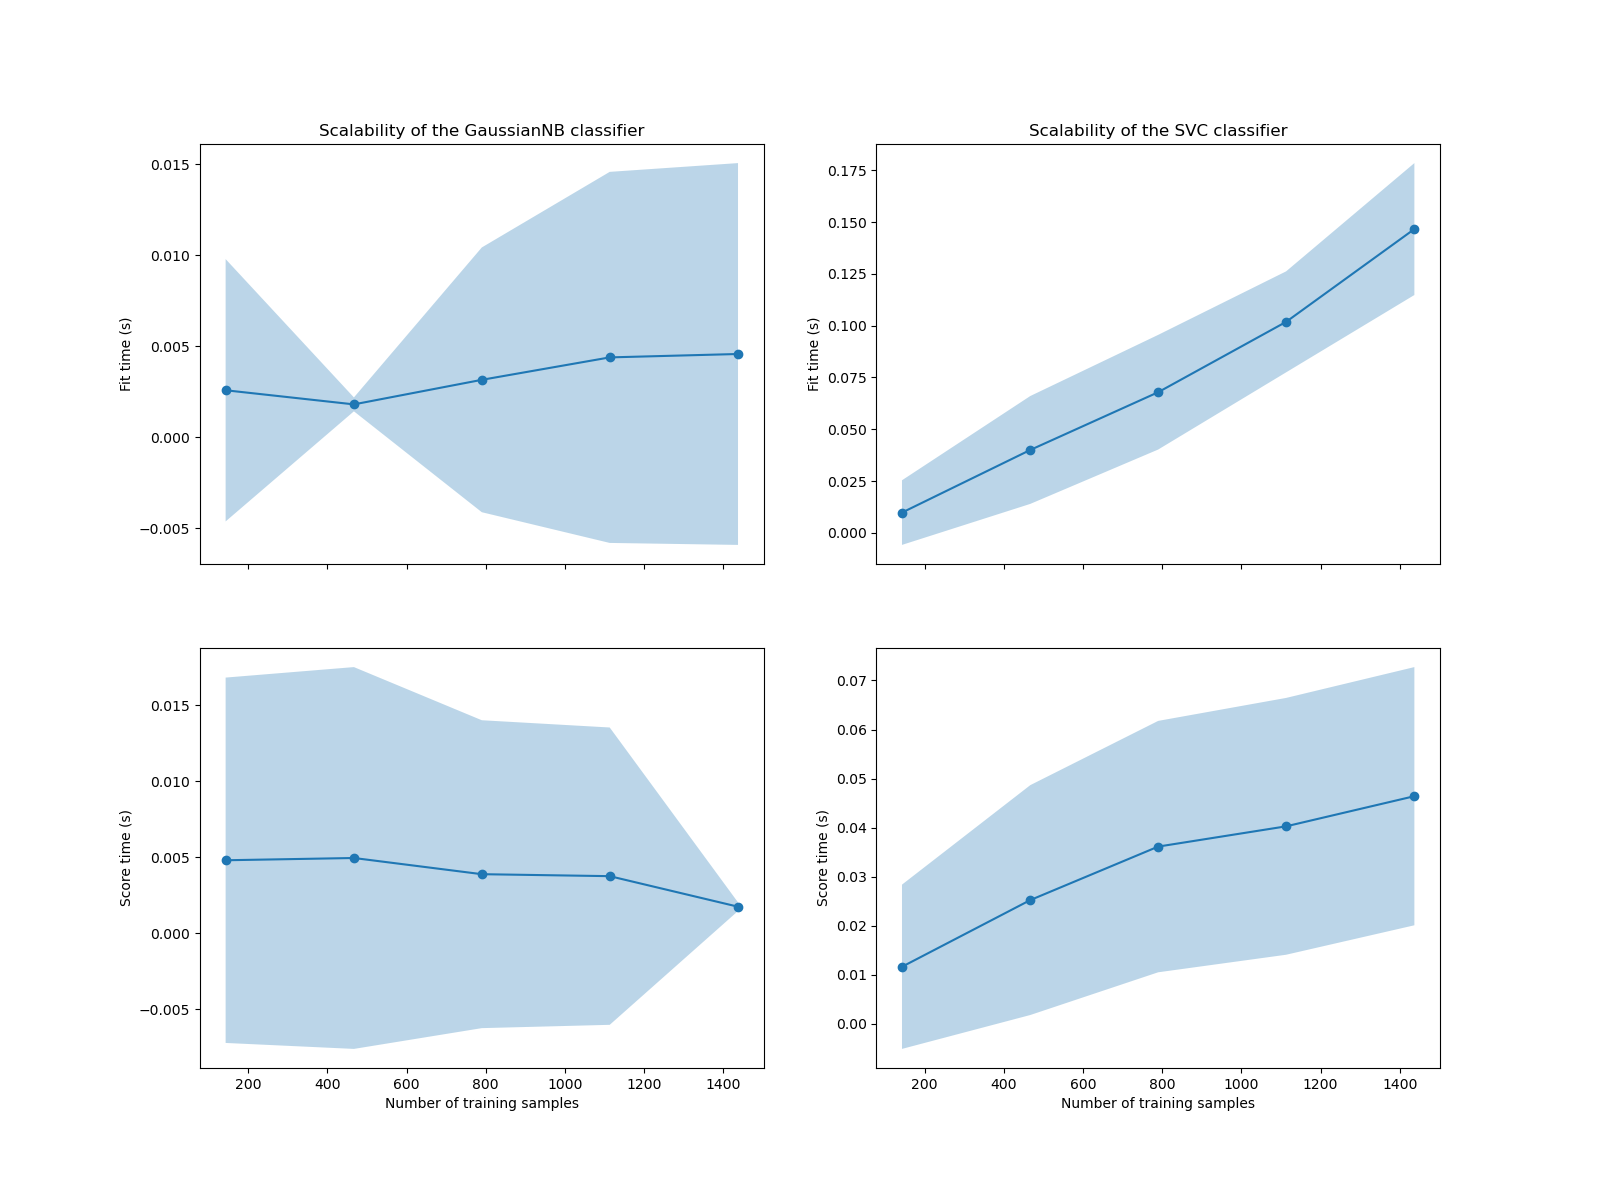 Scalability of the GaussianNB classifier
0.015
0.010
0.005
0.000
−0.005
Fit time (s)
Scalability of the SVC classifier
0.175
0.150
0.125
0.100
0.075
0.050
0.025
0.000
Fit time (s)
0.015
0.010
0.005
0.000
−0.005
Score time (s)
200 400 600 800 1000 1200 1400
Number of training samples
0.07
0.06
0.05
0.04
0.03
0.02
0.01
0.00
Score time (s)
200 400 600 800 1000 1200 1400
Number of training samples